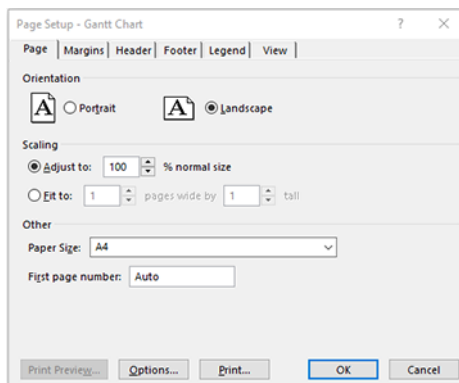 Page Setup - Gantt Chart ? ×
Page Margins Header Footer Legend View
Orientation
A Portrait A Landscape
Scaling
Adjust to: 100 % normal size
Fit to: 1 pages wide by 1 tall
Other
Paper Size: A4
First page number: Auto
Print Preview... Options... Print... OK Cancel